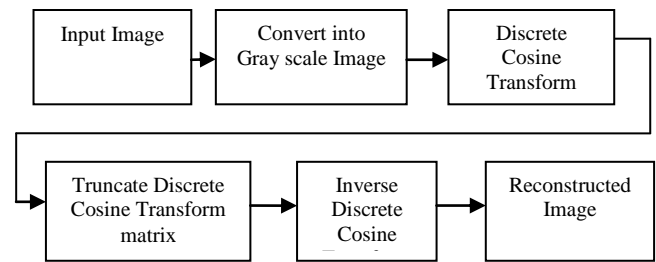 Input Image
Convert into
Gray scale Image
Discrete
Cosine
Transform
Truncate Discrete
Cosine Transform
matrix
Inverse
Discrete
Cosine
Reconstructed
Image